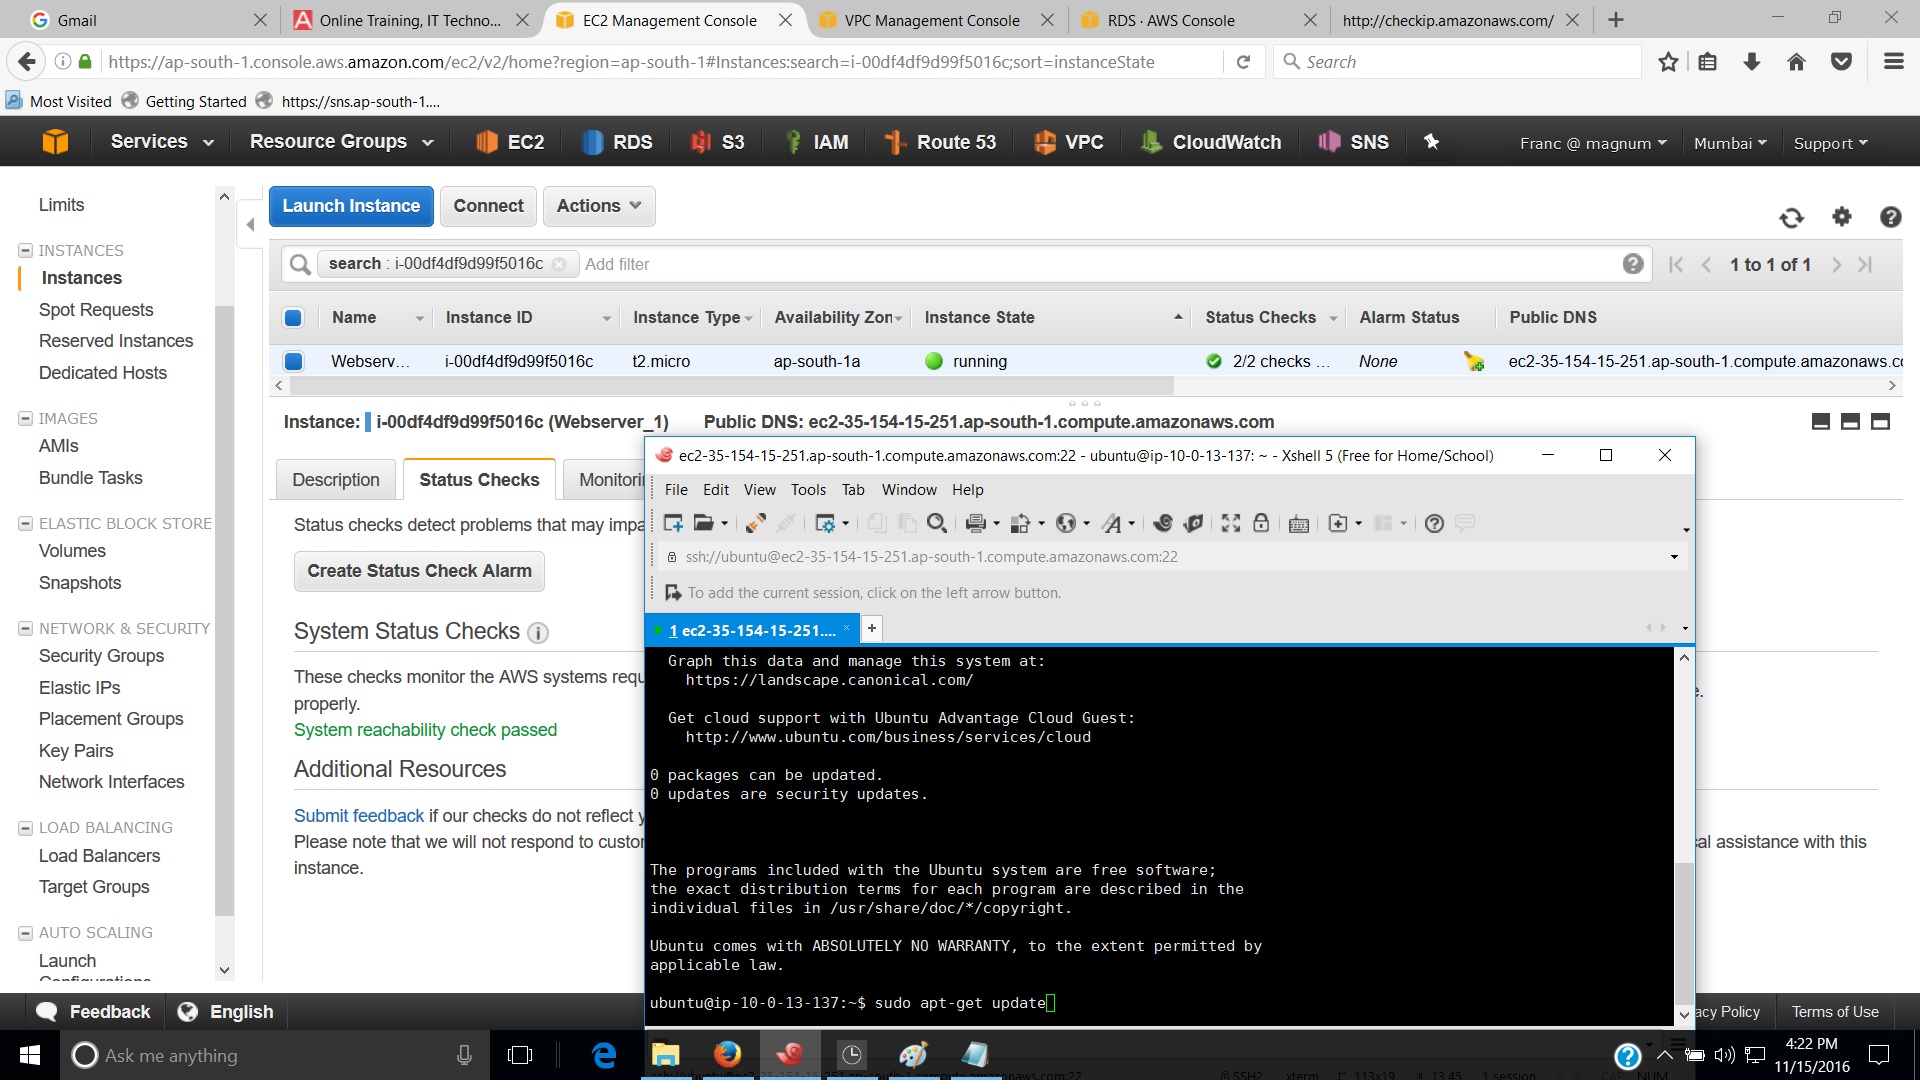 Gmail
Online Training, IT Techno...
EC2 Management Console
VPC Management Console
RDS · AWS Console
http://checkip.amazonaws.com/
https://ap-south-1.console.aws.amazon.com/ec2/v2/home?region=ap-south-1#Instances:search=i-00df4df9d99f5016c;sort=instanceState
Search
Most Visited
Getting Started
https://sns.ap-south-1....
Services
Resource Groups
EC2
RDS
S3
IAM
Route 53
VPC
CloudWatch
SNS
Franc @ magnum
Mumbai
Support
Limits
INSTANCES
Instances
Spot Requests
Reserved Instances
Dedicated Hosts
IMAGES
AMIs
Bundle Tasks
ELASTIC BLOCK STORE
Volumes
Snapshots
NETWORK & SECURITY
Security Groups
Elastic IPs
Placement Groups
Key Pairs
Network Interfaces
LOAD BALANCING
Load Balancers
Target Groups
AUTO SCALING
Launch
Configurations
Launch Instance
Connect
Actions
search : i-00df4df9d99f5016c
Add filter
1 to 1 of 1
Name
Instance ID
Instance Type
Availability Zon
Instance State
Status Checks
Alarm Status
Public DNS
Webserv...
i-00df4df9d99f5016c
t2.micro
ap-south-1a
running
2/2 checks ...
None
ec2-35-154-15-251.ap-south-1.compute.amazonaws.co
Instance: i-00df4df9d99f5016c (Webserver_1)
Public DNS: ec2-35-154-15-251.ap-south-1.compute.amazonaws.com
Description
Status Checks
Monitori
Status checks detect problems that may impa
Create Status Check Alarm
System Status Checks
These checks monitor the AWS systems requ
properly.
System reachability check passed
Additional Resources
Submit feedback if our checks do not reflect y
Please note that we will not respond to custor
al assistance with this
instance.
ec2-35-154-15-251.ap-south-1.compute.amazonaws.com:22 - ubuntu@ip-10-0-13-137: ~ - Xshell 5 (Free for Home/School)
File
Edit
View
Tools
Tab
Window
Help
ssh://ubuntu@ec2-35-154-15-251.ap-south-1.compute.amazonaws.com:22
To add the current session, click on the left arrow button.
1 ec2-35-154-15-251....
Graph this data and manage this system at:
https://landscape.canonical.com/
Get cloud support with Ubuntu Advantage Cloud Guest:
http://www.ubuntu.com/business/services/cloud
0 packages can be updated.
0 updates are security updates.
The programs included with the Ubuntu system are free software;
the exact distribution terms for each program are described in the
individual files in /usr/share/doc/*/copyright.
Ubuntu comes with ABSOLUTELY NO WARRANTY, to the extent permitted by
applicable law.
ubuntu@ip-10-0-13-137:~$ sudo apt-get update
Feedback
English
acy Policy
Terms of Use
Ask me anything
4:22 PM
11/15/2016